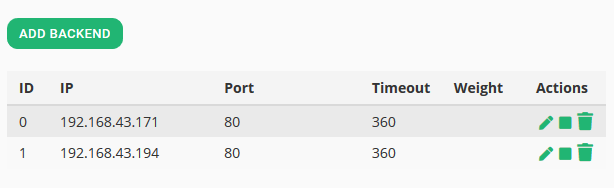 ADD BACKEND
ID IP Port Timeout Weight Actions
0 192.168.43.171 80 360
1 192.168.43.194 80 360